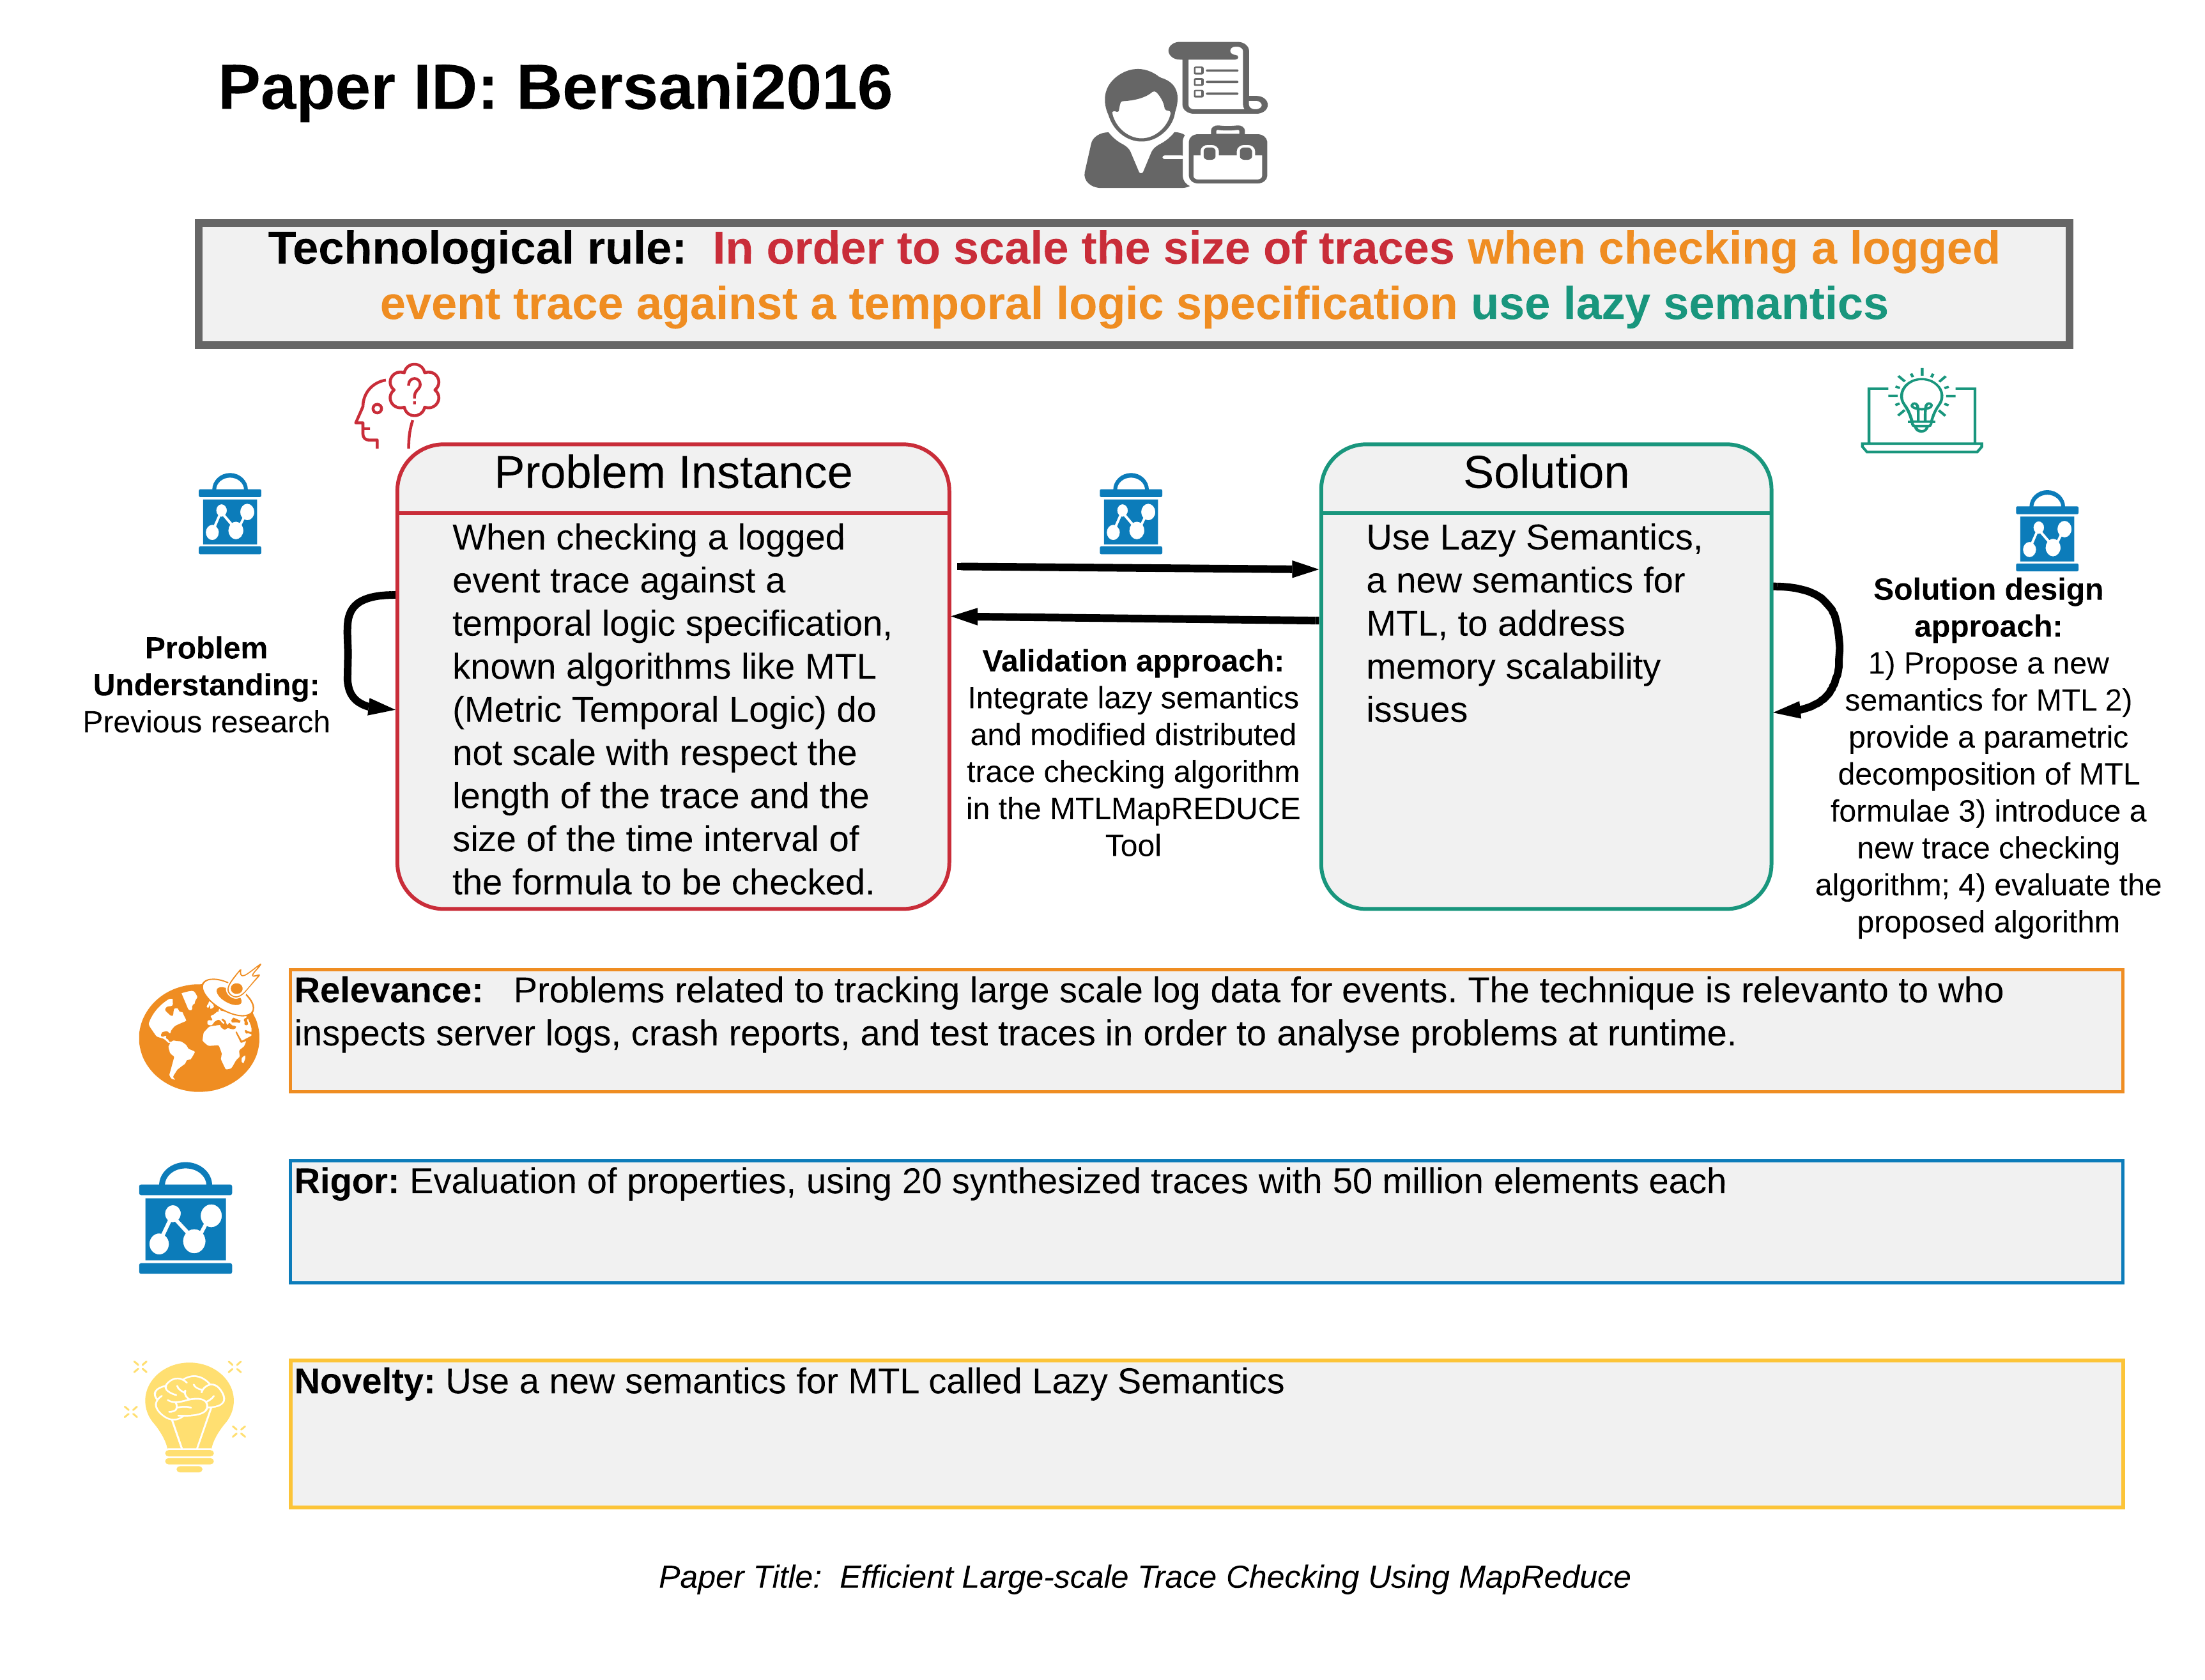 Paper ID: Bersani2016
Technological rule: In order to scale the size of traces when checking a logged
event trace against a temporal logic specification use lazy semantics
Problem
Understanding:
Previous research
Problem Instance
When checking a logged
event trace against a
temporal logic specification,
known algorithms like MTL
(Metric Temporal Logic) do
not scale with respect the
length of the trace and the
size of the time interval of
the formula to be checked.
Validation approach:
Integrate lazy semantics
and modified distributed
trace checking algorithm
in the MTLMapREDUCE
Tool
Solution
Use Lazy Semantics,
a new semantics for
MTL, to address
memory scalability
issues
Solution design
approach:
1) Propose a new
semantics for MTL 2)
provide a parametric
decomposition of MTL
formulae 3) introduce a
new trace checking
algorithm; 4) evaluate the
proposed algorithm
Relevance: Problems related to tracking large scale log data for events. The technique is relevanto to who
inspects server logs, crash reports, and test traces in order to analyse problems at runtime.
Rigor: Evaluation of properties, using 20 synthesized traces with 50 million elements each
Novelty: Use a new semantics for MTL called Lazy Semantics
Paper Title: Efficient Large-scale Trace Checking Using MapReduce